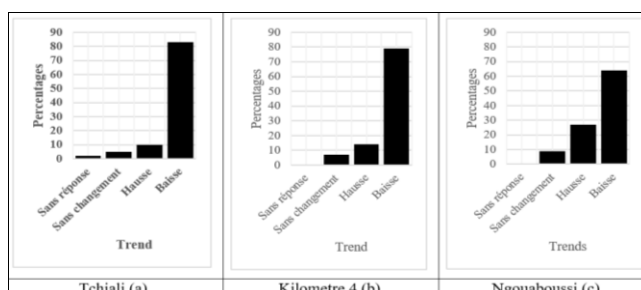 90
80
70
60
50
40
30
20
10
0
Percentages
Sans réponse
Sans changement
Hausse
Baisse
Trend
90
80
70
60
50
40
30
20
10
0
Percentages
Sans réponse
Sans changement
Hausse
Baisse
Trend
90
80
70
60
50
40
30
20
10
0
Percentages
Sans réponse
Sans changement
Hausse
Baisse
Trends
Tchiali (a)
Kilometre 4 (b)
Ngouaboussi (c)